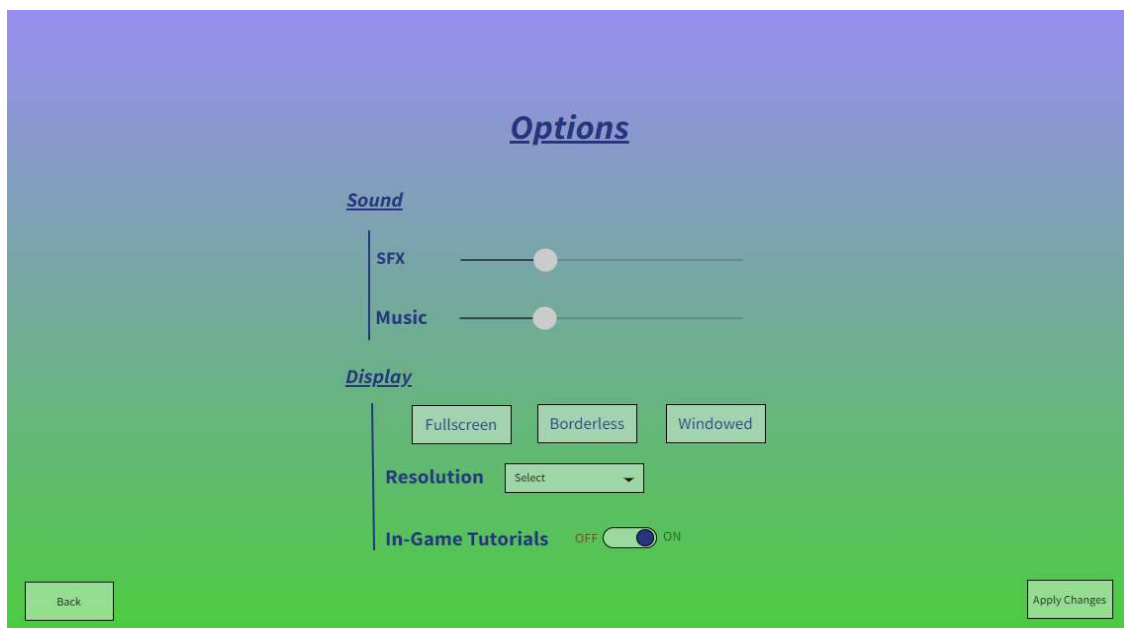 Options
Sound
SFX
Music
Display
Fullscreen Borderless Windowed
Resolution Select
In-Game Tutorials OFF ON
Back Apply Changes